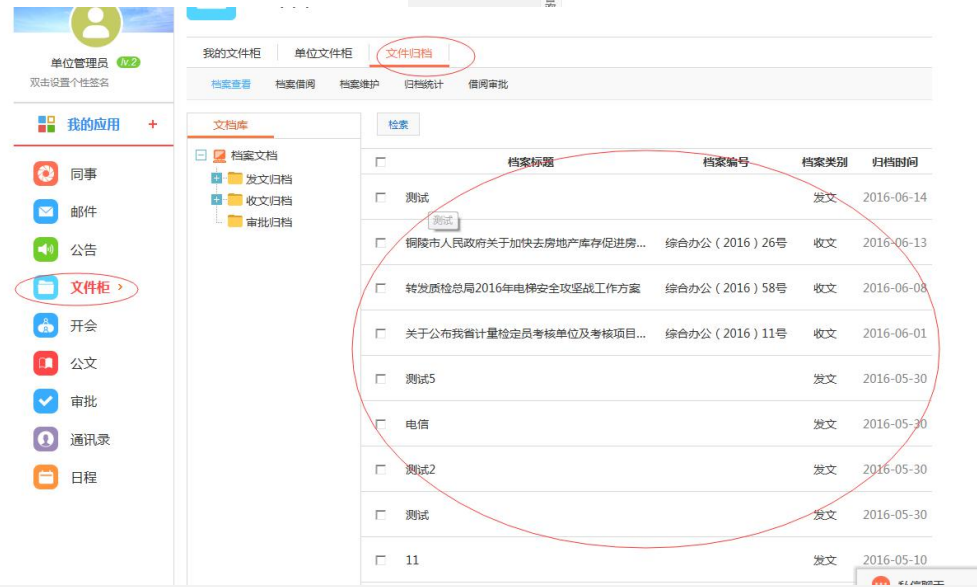 单位管理员 lv.2
双击设置个性签名
我的应用 +
同事
邮件
公告
文件柜 >
开会
公文
审批
通讯录
日程
我的文件柜 单位文件柜 文件归档
档案查看 档案借阅 档案维护 归档统计 借阅审批
文档库
档案文档
发文归档
收文归档
审批归档
检索
档案标题 档案编号 档案类别 归档时间
测试 发文 2016-06-14
测试
铜陵市人民政府关于加快去房地产库存促进房... 综合办公（2016）26号 收文 2016-06-13
转发质检总局2016年电梯安全攻坚战工作方案 综合办公（2016）58号 收文 2016-06-08
关于公布我省计量检定员考核单位及考核项目... 综合办公（2016）11号 收文 2016-06-01
测试5 发文 2016-05-30
电信 发文 2016-05-30
测试2 发文 2016-05-30
测试 发文 2016-05-30
11 发文 2016-05-10
私信聊天